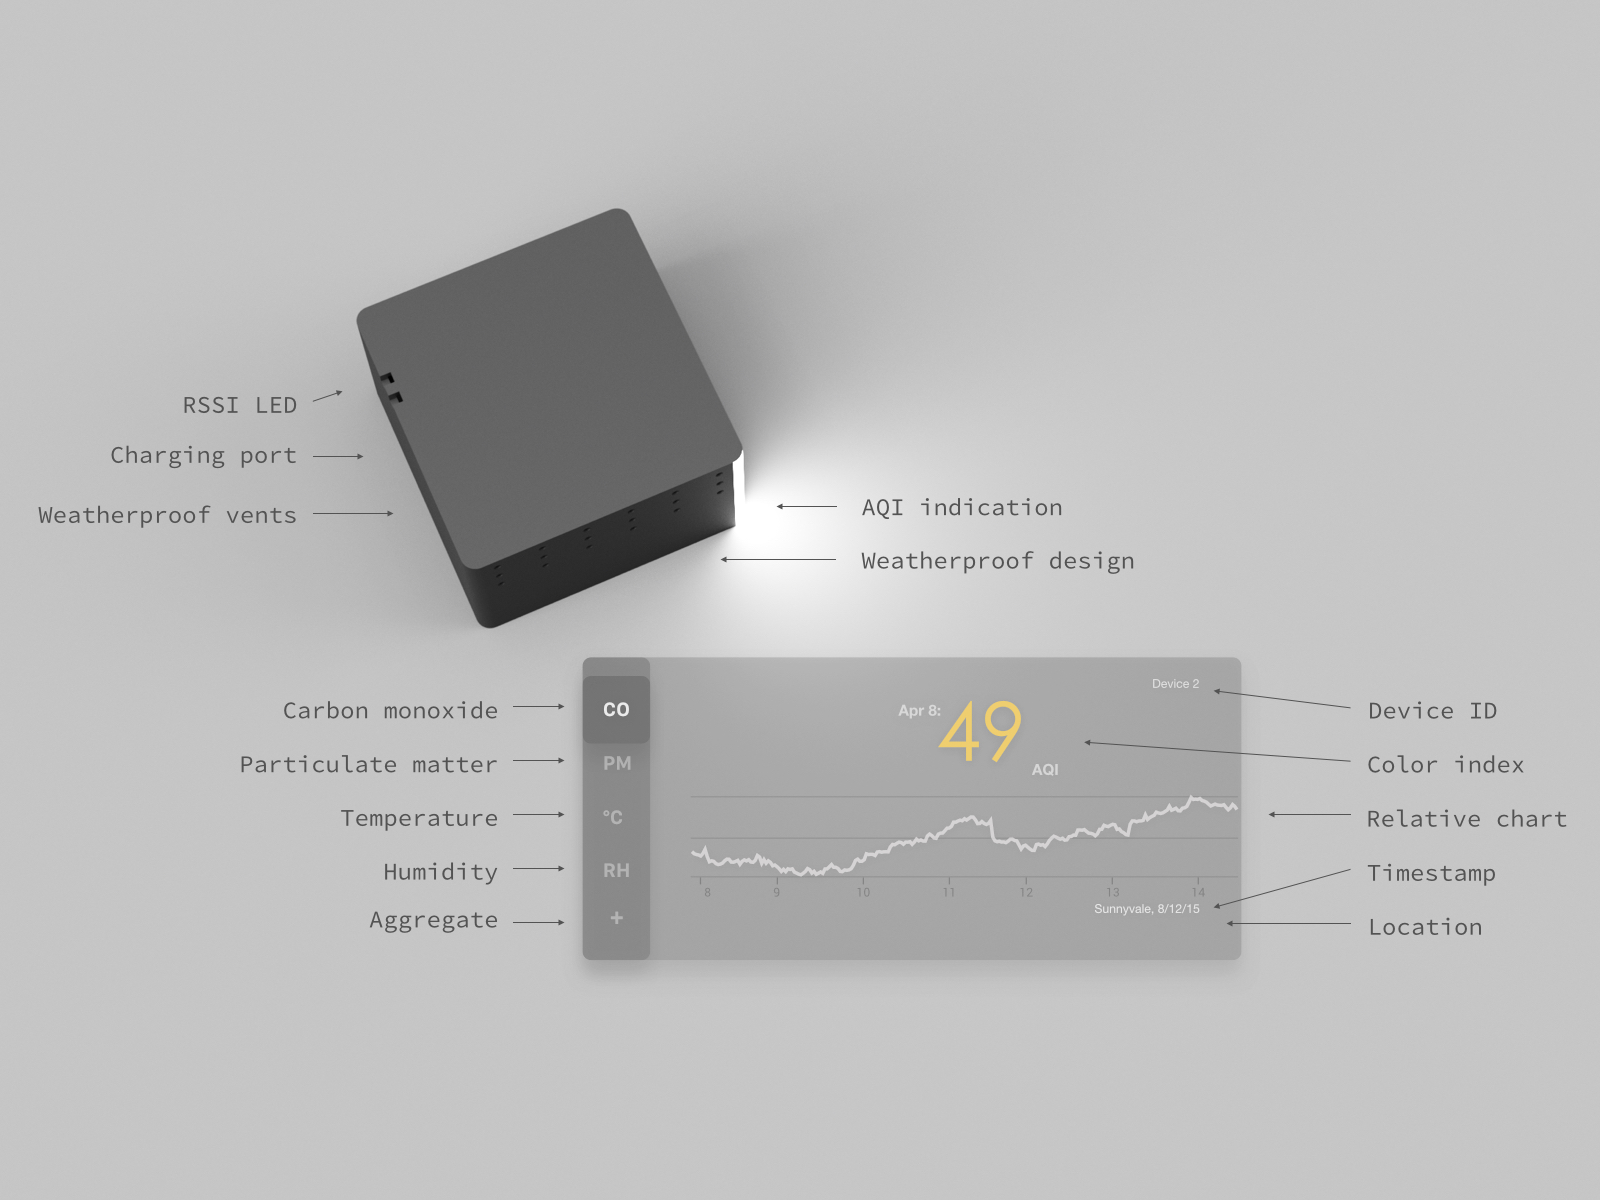 RSSI LED
Charging port
Weatherproof vents
AQI indication
Weatherproof design
Carbon monoxide
Particulate matter
Temperature
Humidity
Aggregate
CO
PM
°C
RH
+
Device 2
Apr 8: 49
AQI
8 9 10 11 12 13 14
Sunnyvale, 8/12/15
Device ID
Color index
Relative chart
Timestamp
Location